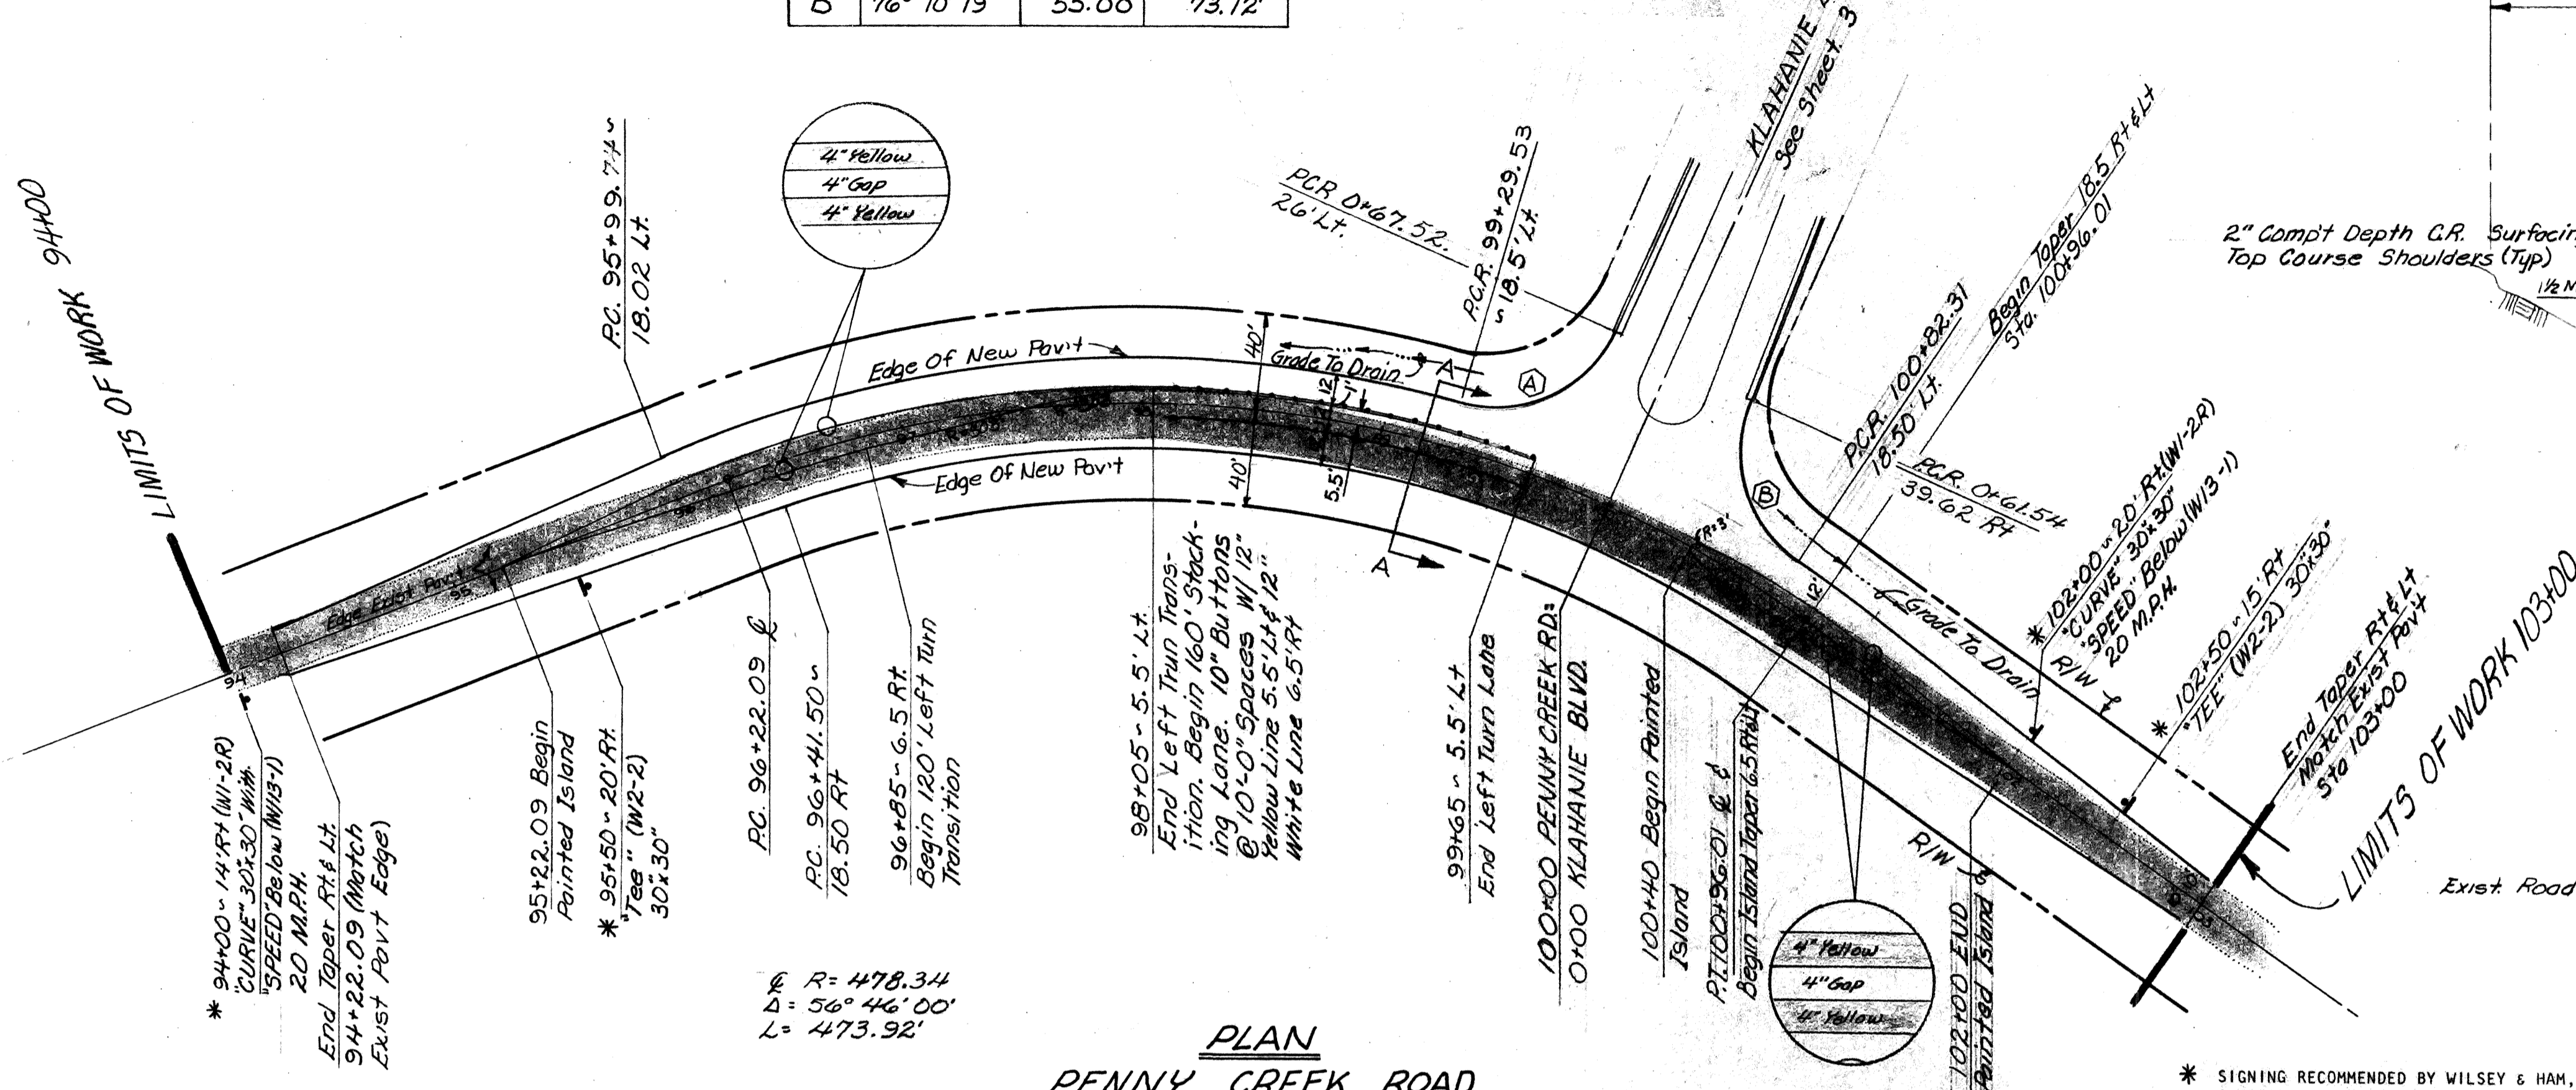 B 76° 10' 19" 55.00' 73.12'
KLAHANIE
See Sheet 3
LIMITS OF WORK 94+00
P.C. 95+99.74 ~
18.02 Lt.
4" Yellow
4" Gap
4" Yellow
PCR 0+67.52.
26' Lt.
P.C.R. 99+29.53
~ 18.5' Lt.
Begin Taper 18.5 Rt & Lt
Sta. 100+96.01
P.C.R. 100+82.31
18.50' Lt.
P.C.R. 0+61.54
39.62 Rt
2" Comp't Depth C.R. Surfacin
Top Course Shoulders (Typ)
1½ M
Edge Of New Pav't
40'
Grade To Drain
12'
A
A
Edge Exist Pav't
94
95
96
97
Edge Of New Pav't
40'
5.5'
A
R=3'
B
12'
Grade To Drain
R/W
* 102+00 ~ 20' Rt.(W1-2R)
"CURVE" 30"x30"
"SPEED" Below (W13-1)
20 M.P.H.
* 102+50 ~ 15' Rt
"TEE" (W2-2) 30"x30"
End Taper Rt & Lt
Match Exist Pav't
Sta 103+00
LIMITS OF WORK 103+00
Exist. Road
* 94+00 ~ 14' Rt (W1-2R)
"CURVE" 30"x30" With
"SPEED" Below (W13-1)
20 M.P.H.
End Taper Rt & Lt.
94+22.09 (Match
Exist Pavt Edge)
95+22.09 Begin
Painted Island
* 95+50 ~ 20' Rt.
"Tee" (W2-2)
30"x30"
P.C. 96+22.09 ℄
P.C. 96+41.50 ~
18.50 Rt
96+85 ~ 6.5 Rt.
Begin 120' Left Turn
Transition
98+05 ~ 5.5' Lt.
End Left Trun Trans-
ition. Begin 160' Stack-
ing Lane. 10" Buttons
@ 10'-0" Spaces W/ 12"
Yellow Line 5.5' Lt & 12"
White Line 6.5' Rt
99+65 ~ 5.5' Lt
End Left Turn Lane
100+00 PENNY CREEK RD.=
0+00 KLAHANIE BLVD.
100+40 Begin Painted
Island
P.T. 100+96.01 ℄ &
Begin Island Taper 6.5 Rt & Lt
4" Yellow
4" Gap
4" Yellow
R/W
102+00 END
Painted Island
℄ R= 478.34
Δ= 56° 46' 00"
L= 473.92'
PLAN
PENNY CREEK ROAD
* SIGNING RECOMMENDED BY WILSEY & HAM,